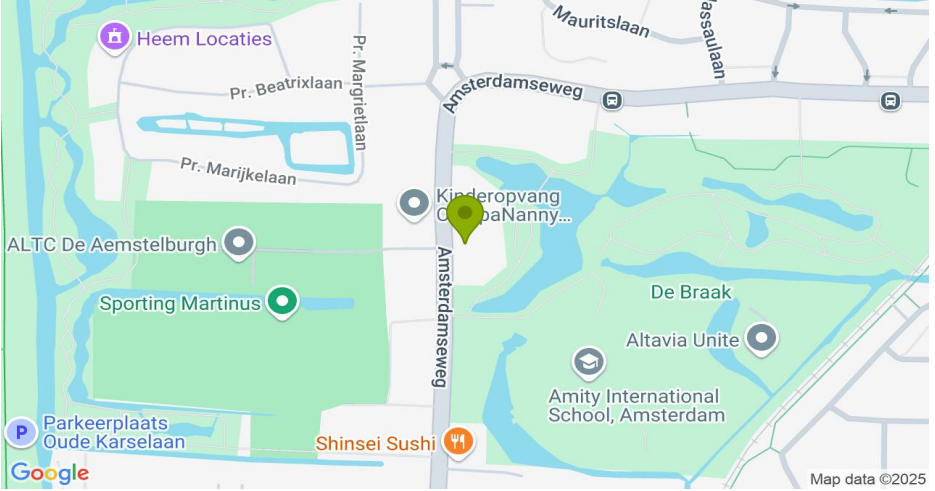 Mauritslaan
Heem Locaties
Pr. Margrietlaan
Pr. Beatrixlaan
Amsterdamseweg
Pr. Marijkelaan
Kinderopvang
ALTC De Aemstelburgh
Amsterdamseweg
De Braak
Sporting Martinus
Altavia Unite
Amity International
School, Amsterdam
P
Parkeerplaats
Oude Karselaan
Shinsei Sushi
Google
Map data ©2025